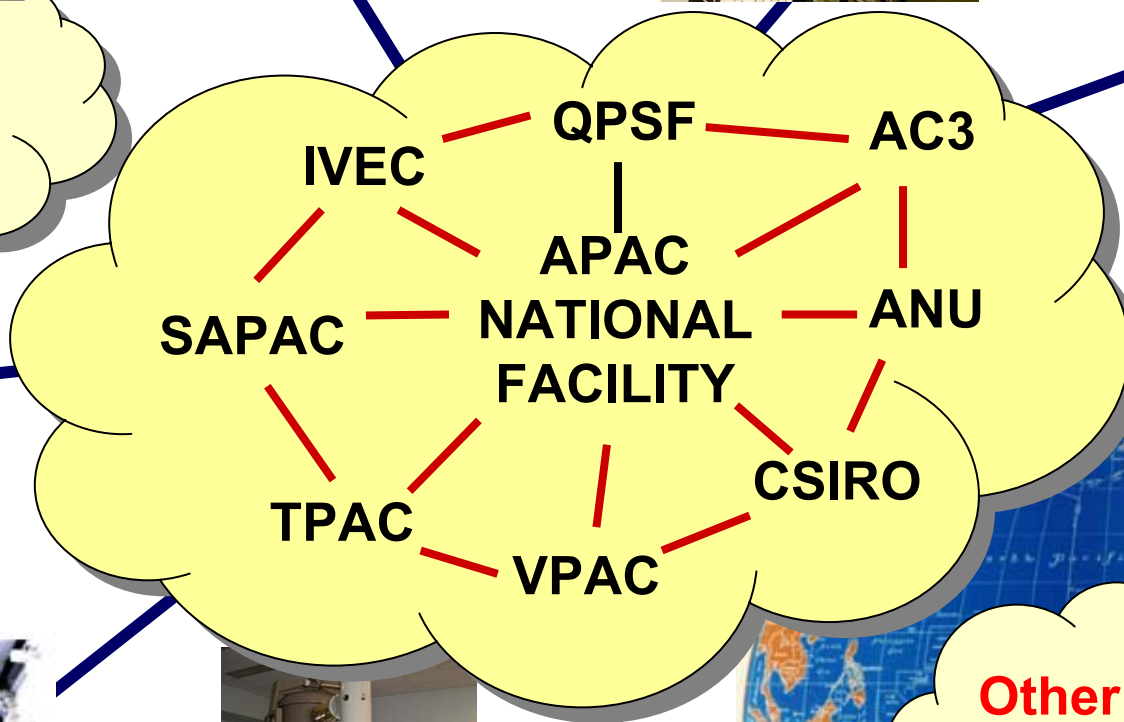 QPSF
AC3
IVEC
APAC
NATIONAL
FACILITY
ANU
SAPAC
CSIRO
TPAC
VPAC
Other